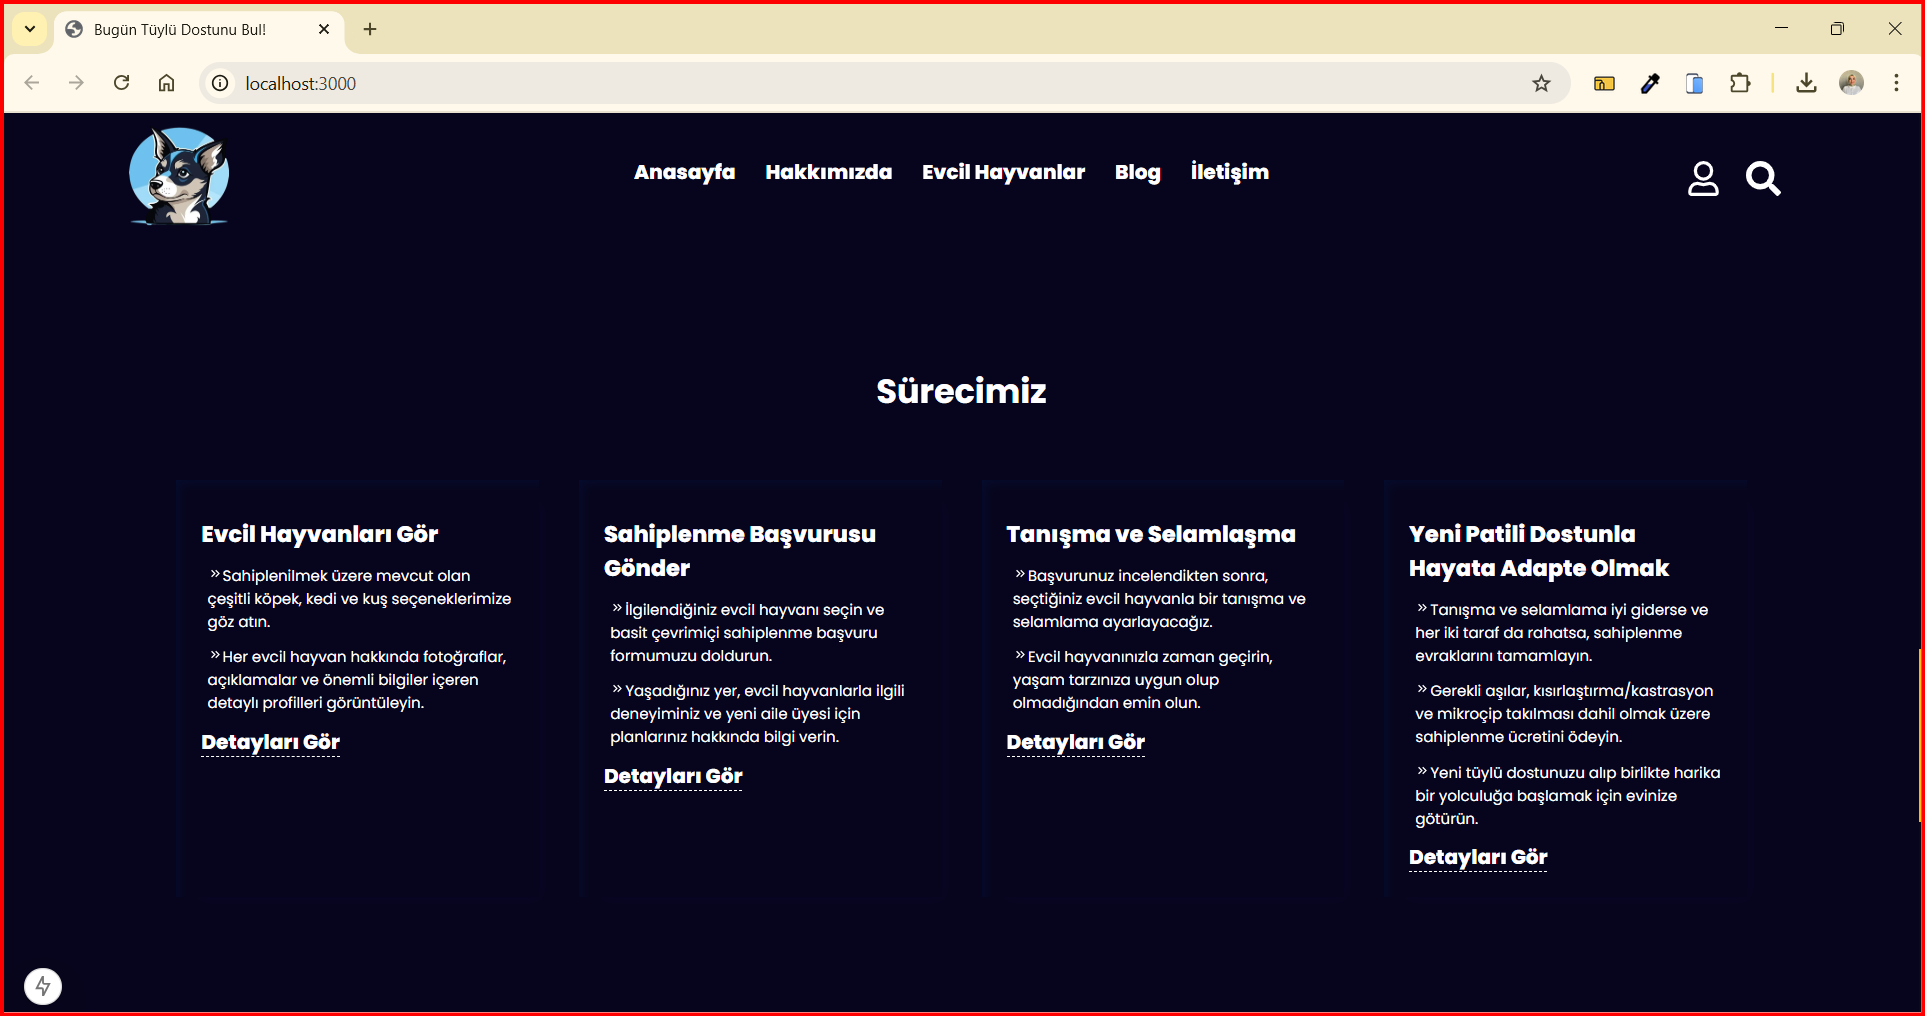 Bugün Tüylü Dostunu Bul!
localhost:3000
Anasayfa Hakkımızda Evcil Hayvanlar Blog İletişim
Sürecimiz
Evcil Hayvanları Gör
»Sahiplenilmek üzere mevcut olan
çeşitli köpek, kedi ve kuş seçeneklerimize
göz atın.
»Her evcil hayvan hakkında fotoğraflar,
açıklamalar ve önemli bilgiler içeren
detaylı profilleri görüntüleyin.
Detayları Gör
Sahiplenme Başvurusu
Gönder
»İlgilendiğiniz evcil hayvanı seçin ve
basit çevrimiçi sahiplenme başvuru
formumuzu doldurun.
»Yaşadığınız yer, evcil hayvanlarla ilgili
deneyiminiz ve yeni aile üyesi için
planlarınız hakkında bilgi verin.
Detayları Gör
Tanışma ve Selamlaşma
»Başvurunuz incelendikten sonra,
seçtiğiniz evcil hayvanla bir tanışma ve
selamlama ayarlayacağız.
»Evcil hayvanınızla zaman geçirin,
yaşam tarzınıza uygun olup
olmadığından emin olun.
Detayları Gör
Yeni Patili Dostunla
Hayata Adapte Olmak
»Tanışma ve selamlama iyi giderse ve
her iki taraf da rahatsa, sahiplenme
evraklarını tamamlayın.
»Gerekli aşılar, kısırlaştırma/kastrasyon
ve mikroçip takılması dahil olmak üzere
sahiplenme ücretini ödeyin.
»Yeni tüylü dostunuzu alıp birlikte harika
bir yolculuğa başlamak için evinize
götürün.
Detayları Gör